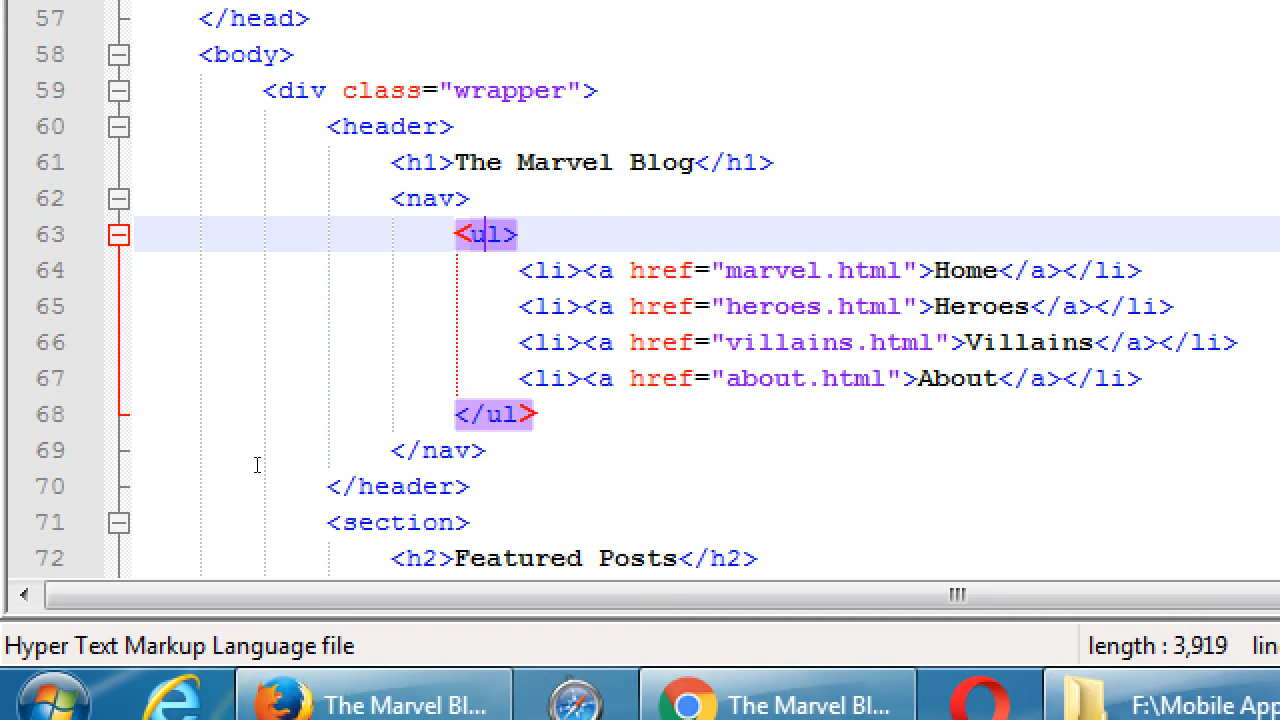 57 </head>
58 <body>
59 <div class="wrapper">
60 <header>
61 <h1>The Marvel Blog</h1>
62 <nav>
63 <ul>
64 <li><a href="marvel.html">Home</a></li>
65 <li><a href="heroes.html">Heroes</a></li>
66 <li><a href="villains.html">Villains</a></li>
67 <li><a href="about.html">About</a></li>
68 </ul>
69 </nav>
70 </header>
71 <section>
72 <h2>Featured Posts</h2>
Hyper Text Markup Language file length : 3,919 lin
The Marvel Bl... The Marvel Bl... F:\Mobile App